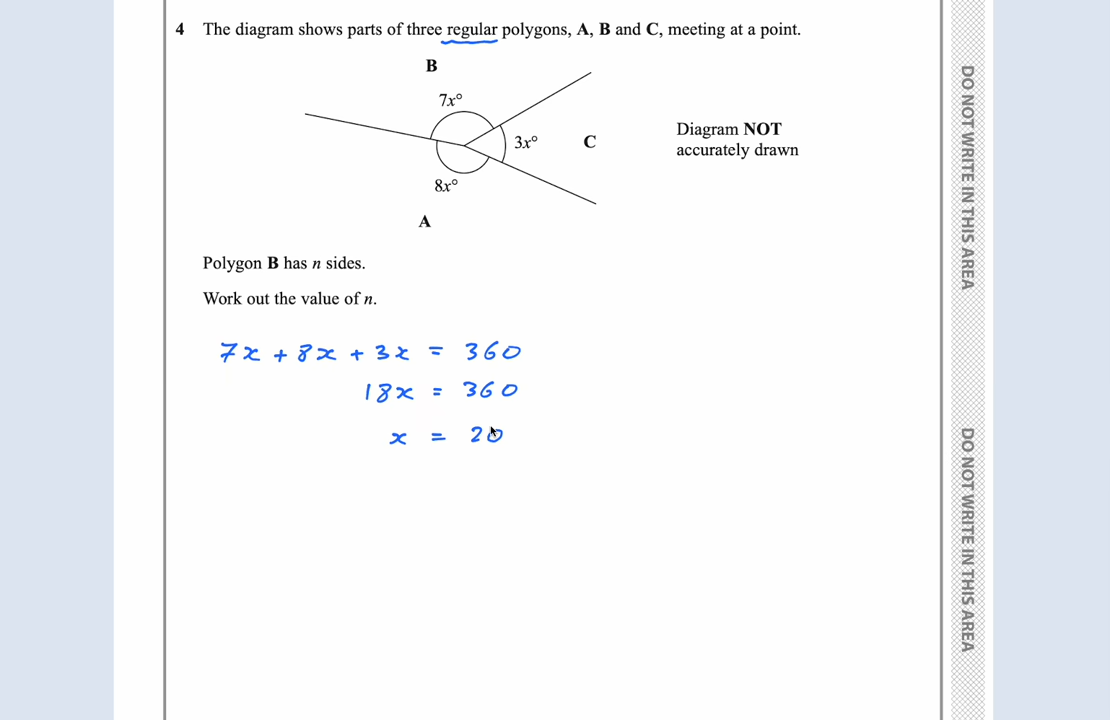 4 The diagram shows parts of three regular polygons, A, B and C, meeting at a point.
B
7x°
3x°
C
Diagram NOT
accurately drawn
8x°
A
Polygon B has n sides.
Work out the value of n.
7x + 8x + 3x = 360
18x = 360
x = 20
DO NOT WRITE IN THIS AREA
DO NOT WRITE IN THIS AREA